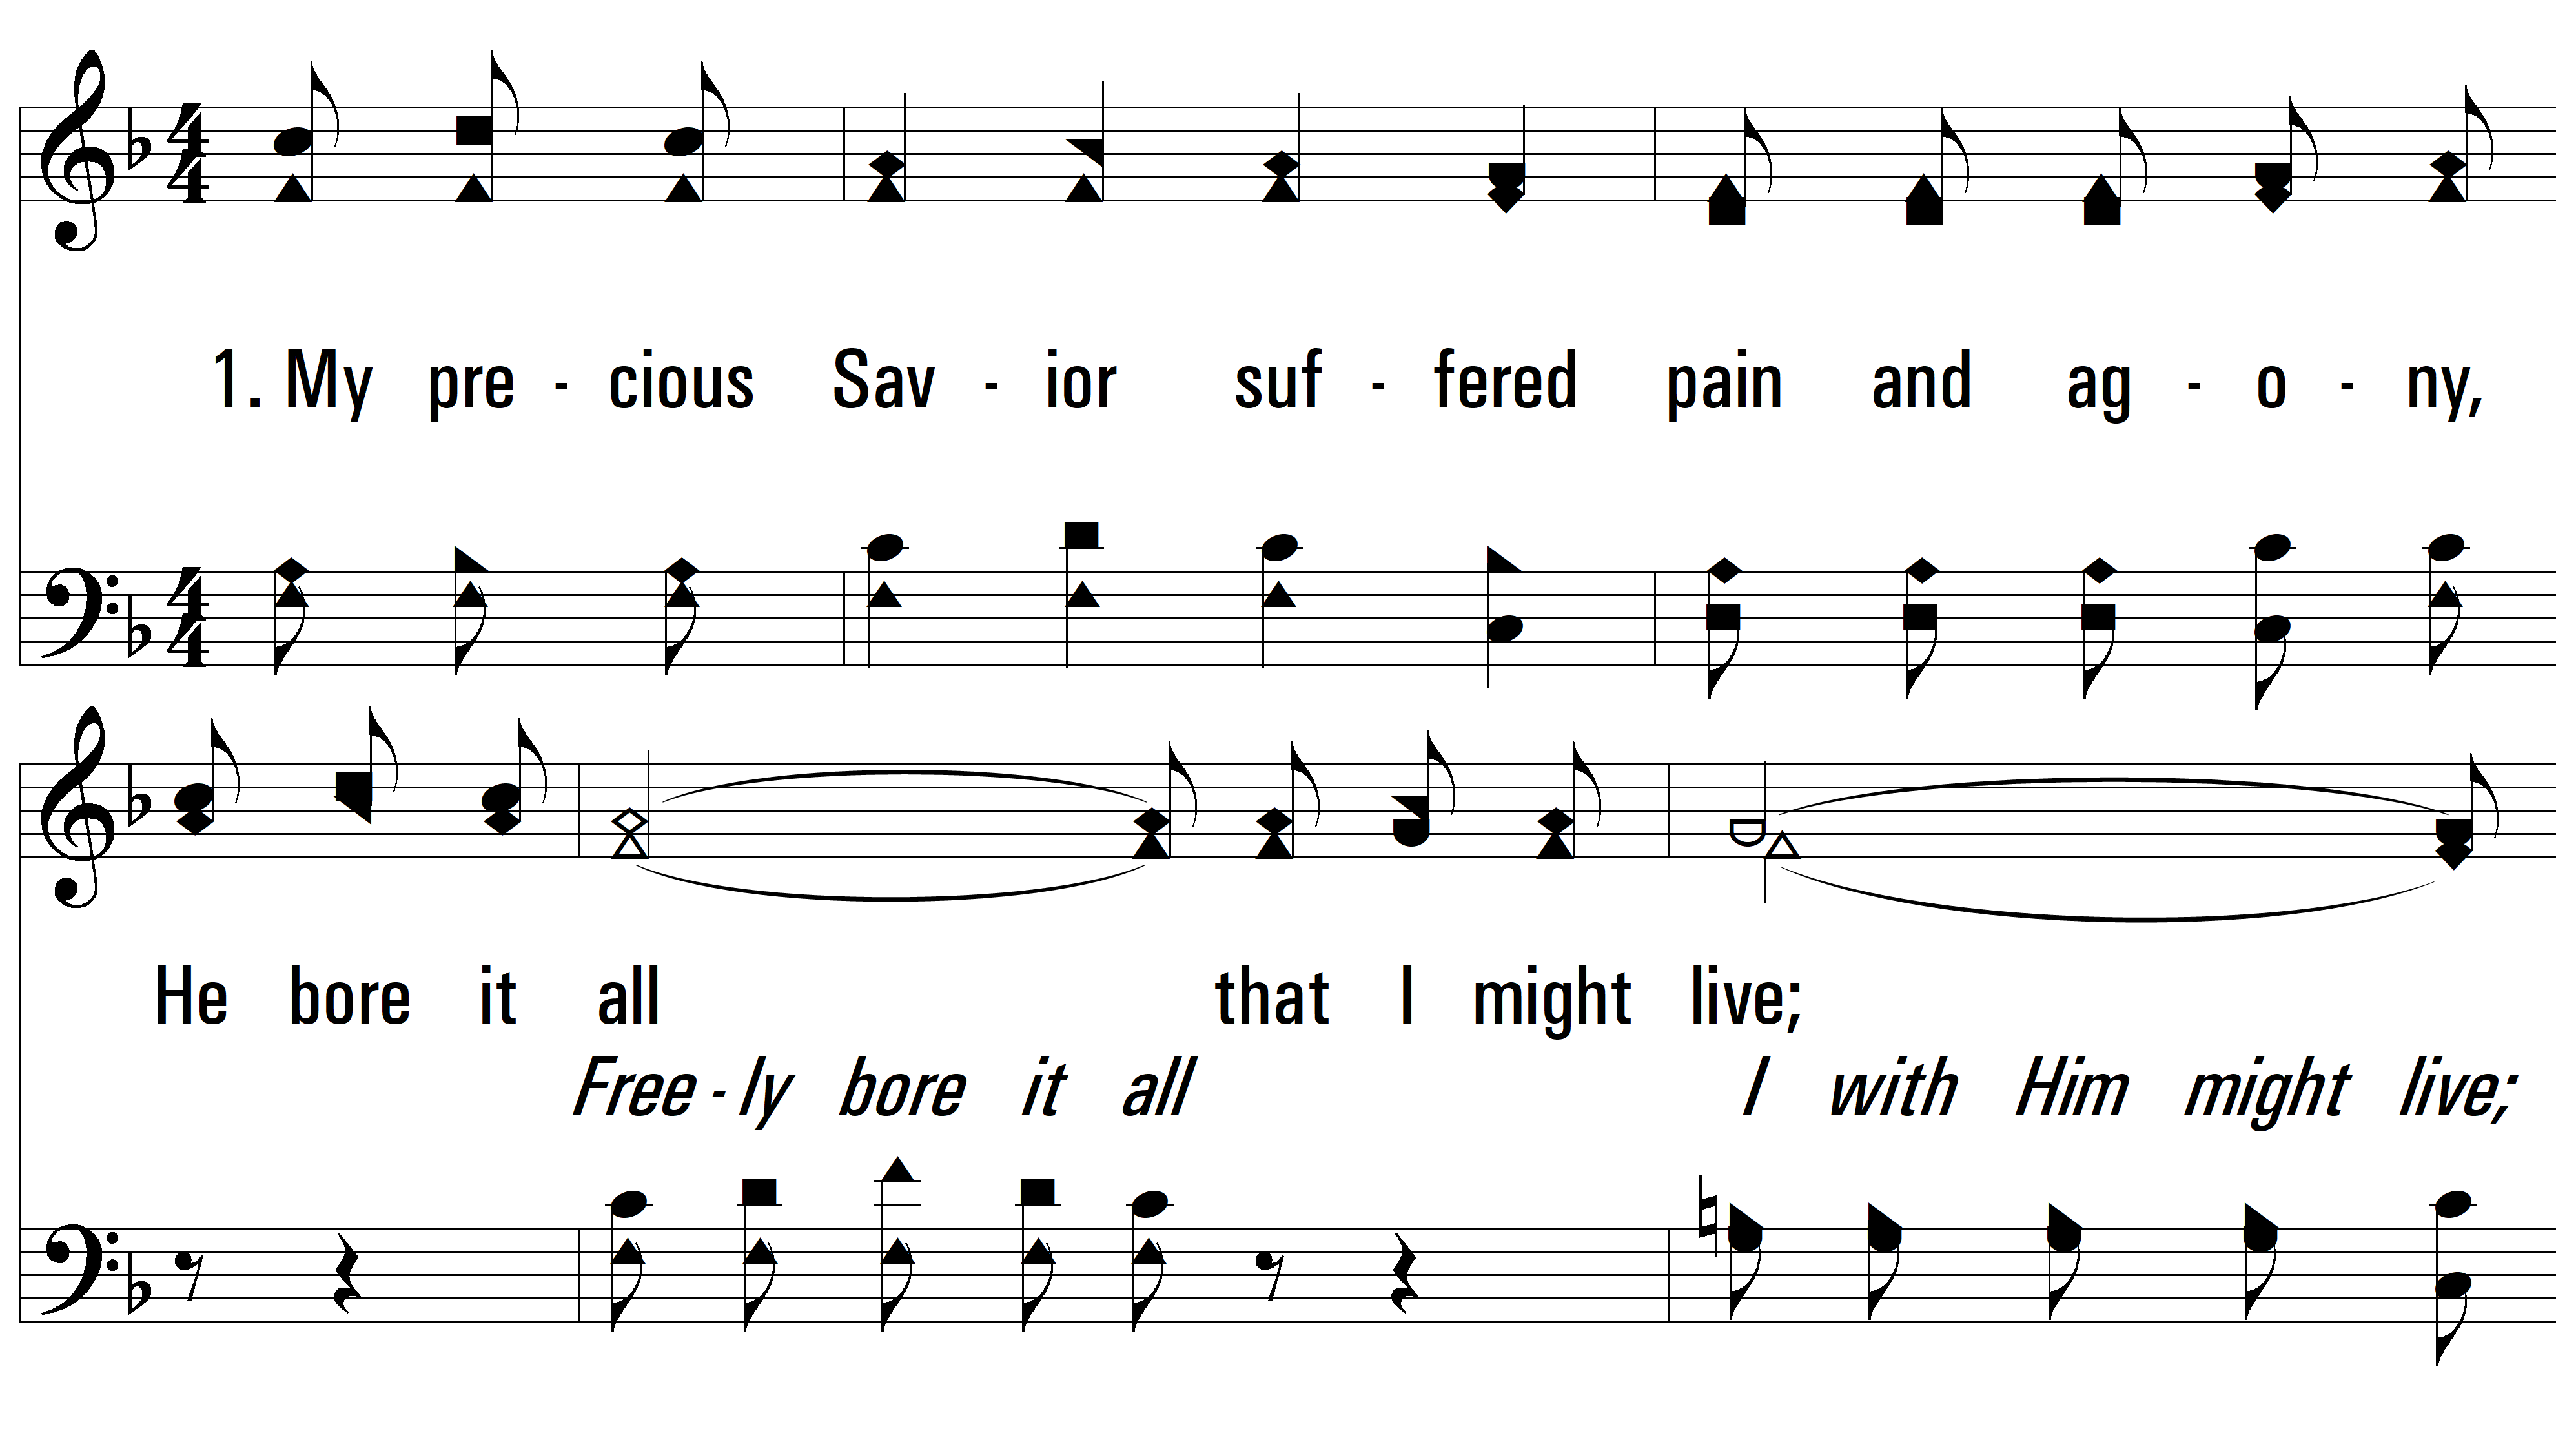 1. My pre - cious Sav - ior suf - fered pain and ag - o - ny,
He bore it all that I might live;
Free - ly bore it all I with Him might live;